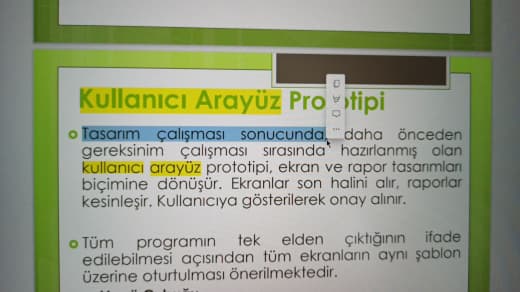 Kullanıcı Arayüz Prototipi
Tasarım çalışması sonucunda, daha önceden
gereksinim çalışması sırasında hazırlanmış olan
kullanıcı arayüz prototipi, ekran ve rapor tasarımları
biçimine dönüşür. Ekranlar son halini alır, raporlar
kesinleşir. Kullanıcıya gösterilerek onay alınır.
Tüm programın tek elden çıktığının ifade
edilebilmesi açısından tüm ekranların aynı şablon
üzerine oturtulması önerilmektedir.